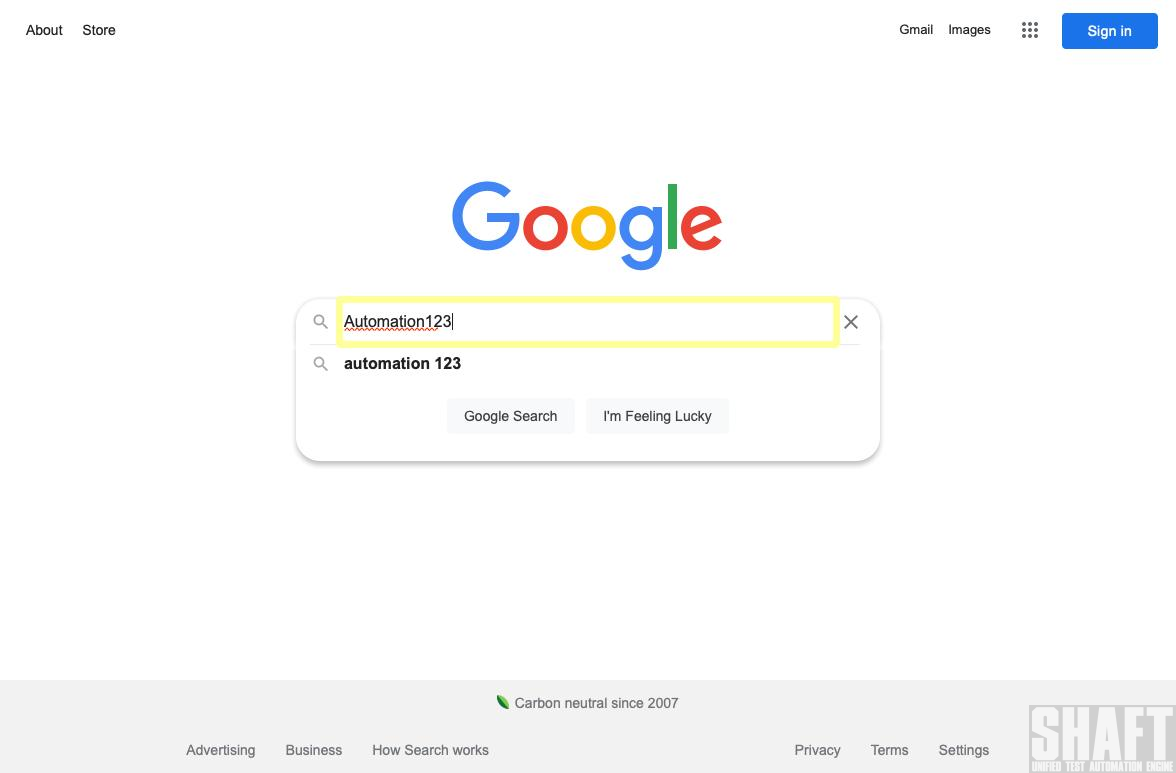 About Store Gmail Images Sign in
Google
Automation123
automation 123
Google Search I'm Feeling Lucky
Carbon neutral since 2007
Advertising Business How Search works Privacy Terms Settings
SHAFT
UNIFIED TEST AUTOMATION ENGINE